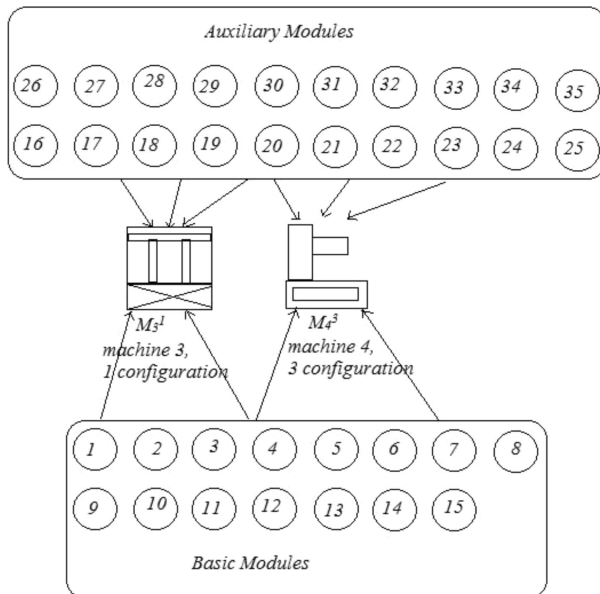 Auxiliary Modules
26 27 28 29 30 31 32 33 34 35
16 17 18 19 20 21 22 23 24 25
M₃¹
machine 3,
1 configuration
M₄³
machine 4,
3 configuration
1 2 3 4 5 6 7 8
9 10 11 12 13 14 15
Basic Modules